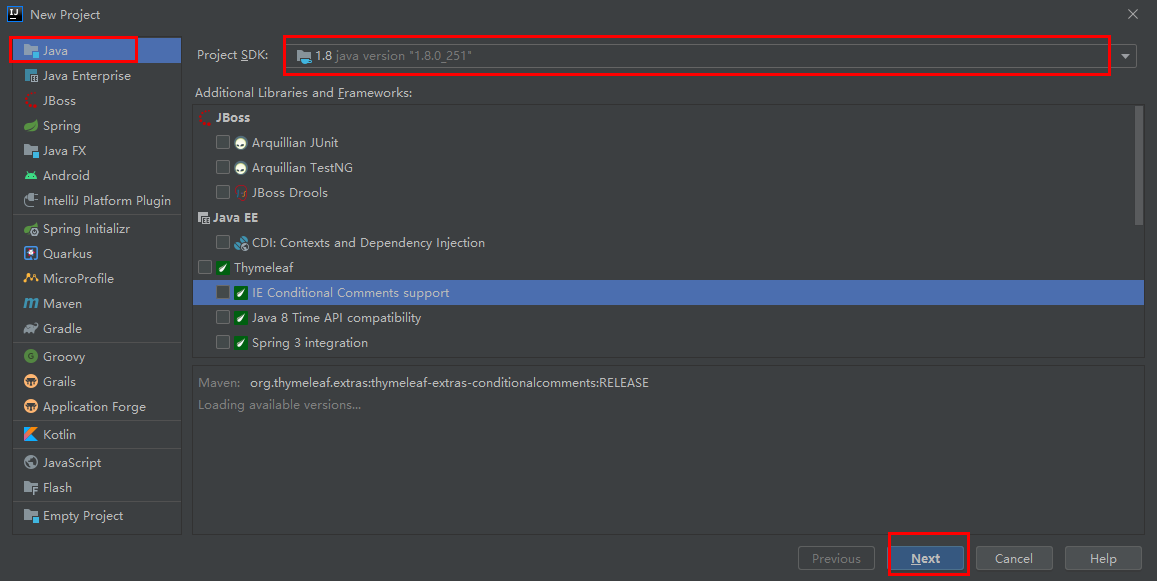 New Project
Java
Java Enterprise
JBoss
Spring
Java FX
Android
IntelliJ Platform Plugin
Spring Initializr
Quarkus
MicroProfile
Maven
Gradle
Groovy
Grails
Application Forge
Kotlin
JavaScript
Flash
Empty Project
Project SDK: 1.8 java version "1.8.0_251"
Additional Libraries and Frameworks:
JBoss
Arquillian JUnit
Arquillian TestNG
JBoss Drools
Java EE
CDI: Contexts and Dependency Injection
Thymeleaf
IE Conditional Comments support
Java 8 Time API compatibility
Spring 3 integration
Maven: org.thymeleaf.extras:thymeleaf-extras-conditionalcomments:RELEASE
Loading available versions...
Previous Next Cancel Help